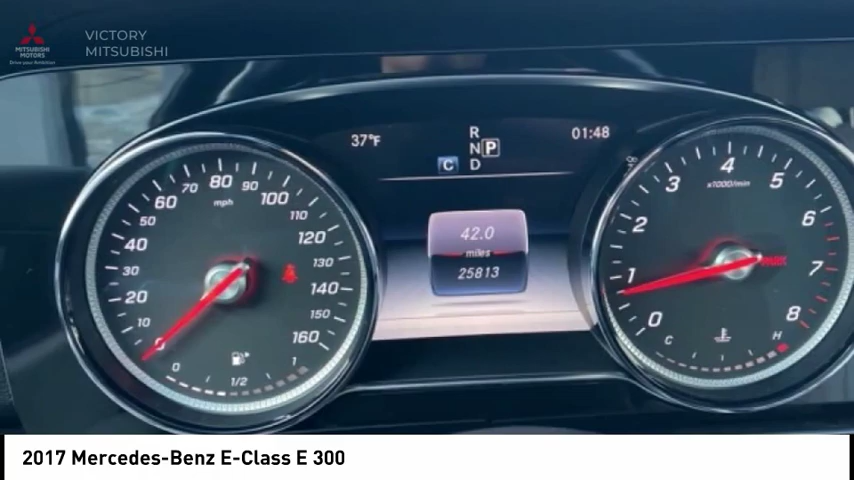 MITSUBISHI
MOTORS
Drive your Ambition
VICTORY
MITSUBISHI
37°F
R
N P
C D
01:48
0 10 20 30 40 50 60 70 80 90 100 110 120 130 140 150 160
mph
0 1/2 1
42.0
miles
25813
0 1 2 3 4 5 6 7 8
x1000/min
C H
2017 Mercedes-Benz E-Class E 300